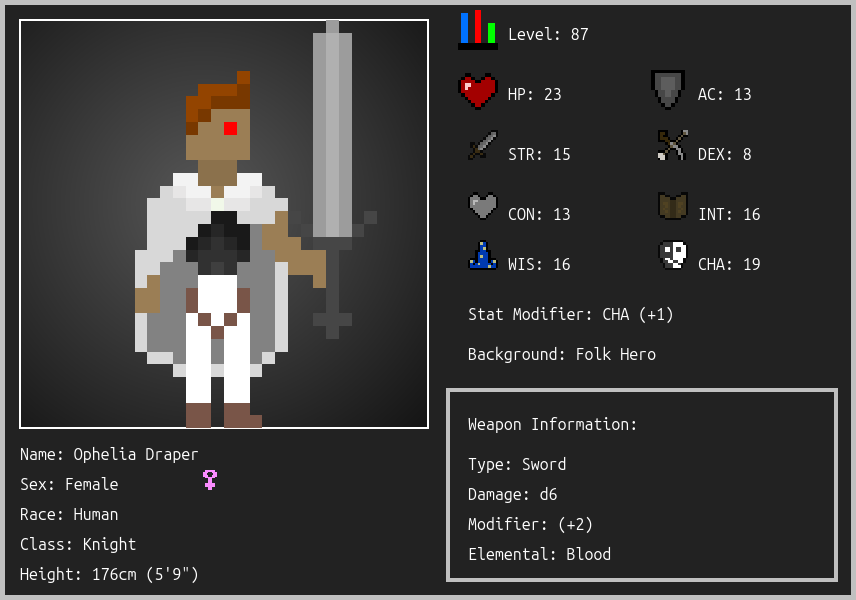 Level: 87
HP: 23
AC: 13
STR: 15
DEX: 8
CON: 13
INT: 16
WIS: 16
CHA: 19
Stat Modifier: CHA (+1)
Background: Folk Hero
Weapon Information:
Type: Sword
Damage: d6
Modifier: (+2)
Elemental: Blood
Name: Ophelia Draper
Sex: Female
Race: Human
Class: Knight
Height: 176cm (5'9")